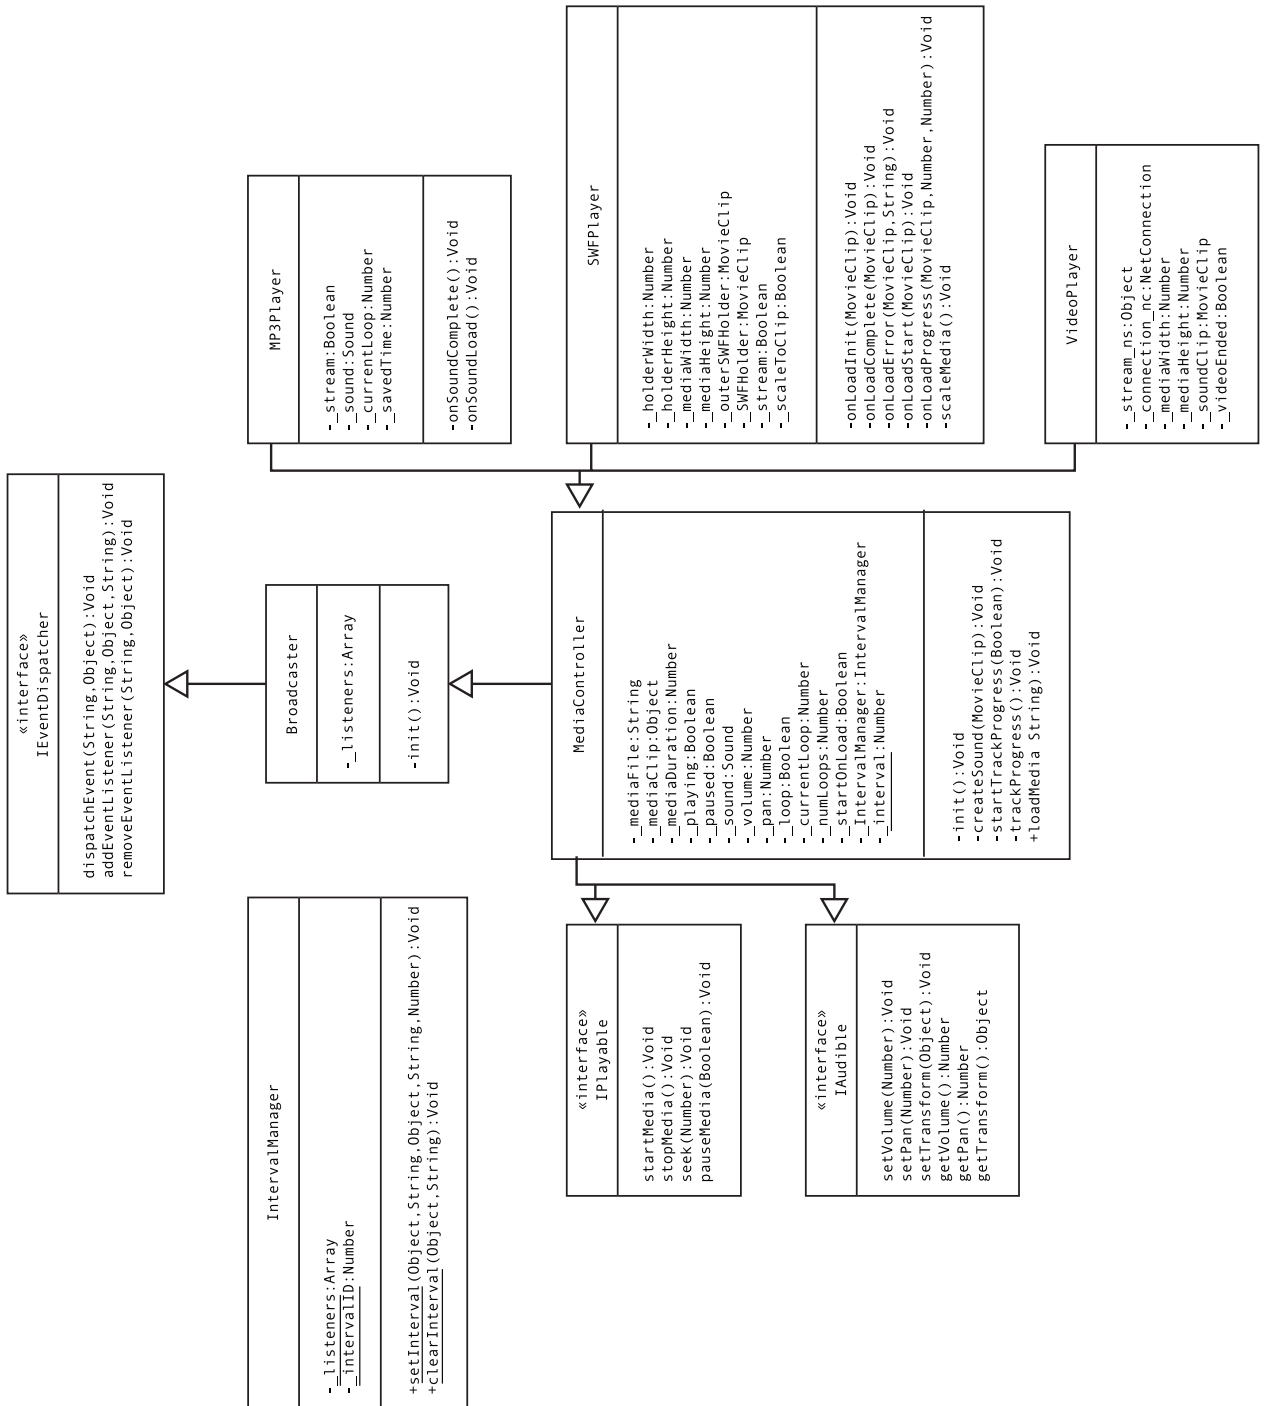 «interface»
IEventDispatcher
dispatchEvent(String,Object):Void
addEventListener(String,Object,String):Void
removeEventListener(String,Object):Void
IntervalManager
-_listeners:Array
-_intervalID:Number
+setInterval(Object,String,Object,String,Number):Void
+clearInterval(Object,String):Void
Broadcaster
-_listeners:Array
-init():Void
MP3Player
-_stream:Boolean
-_sound:Sound
-_currentLoop:Number
-_savedTime:Number
-onSoundComplete():Void
-onSoundLoad():Void
«interface»
IPlayable
startMedia():Void
stopMedia():Void
seek(Number):Void
pauseMedia(Boolean):Void
MediaController
-_mediaFile:String
-_mediaClip:Object
-_mediaDuration:Number
-_playing:Boolean
-_paused:Boolean
-_sound:Sound
-_volume:Number
-_pan:Number
-_loop:Boolean
-_currentLoop:Number
-_numLoops:Number
-_startOnLoad:Boolean
-_IntervalManager:IntervalManager
-_interval:Number
-init():Void
-createSound(MovieClip):Void
-startTrackProgress(Boolean):Void
-trackProgress():Void
+loadMedia String):Void
SWFPlayer
-_holderWidth:Number
-_holderHeight:Number
-_mediaWidth:Number
-_mediaHeight:Number
-_outerSWFHolder:MovieClip
-_SWFHolder:MovieClip
-_stream:Boolean
-_scaleToClip:Boolean
-onLoadInit(MovieClip):Void
-onLoadComplete(MovieClip):Void
-onLoadError(MovieClip,String):Void
-onLoadStart(MovieClip):Void
-onLoadProgress(MovieClip,Number,Number):Void
-scaleMedia():Void
«interface»
IAudible
setVolume(Number):Void
setPan(Number):Void
setTransform(Object):Void
getVolume():Number
getPan():Number
getTransform():Object
VideoPlayer
-_stream_ns:Object
-_connection_nc:NetConnection
-_mediaWidth:Number
-_mediaHeight:Number
-_soundClip:MovieClip
-_videoEnded:Boolean